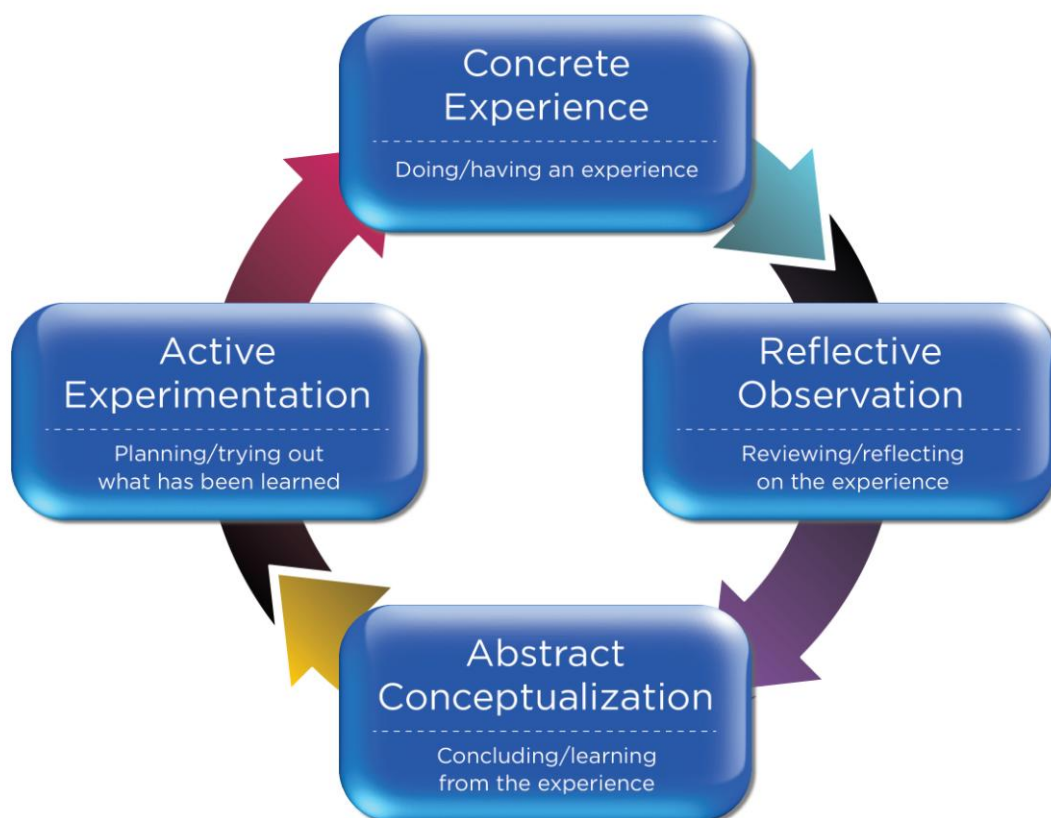 Concrete
Experience
Doing/having an experience
Reflective
Observation
Reviewing/reflecting
on the experience
Abstract
Conceptualization
Concluding/learning
from the experience
Active
Experimentation
Planning/trying out
what has been learned